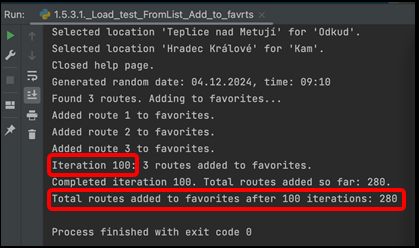 Run: 1.5.3.1._Load_test_FromList_Add_to_favrts ×
Selected location 'Teplice nad Metují' for 'Odkud'.
Selected location 'Hradec Králové' for 'Kam'.
Closed help page.
Generated random date: 04.12.2024, time: 09:10
Found 3 routes. Adding to favorites...
Added route 1 to favorites.
Added route 2 to favorites.
Added route 3 to favorites.
Iteration 100: 3 routes added to favorites.
Completed iteration 100. Total routes added so far: 280.
Total routes added to favorites after 100 iterations: 280
Process finished with exit code 0